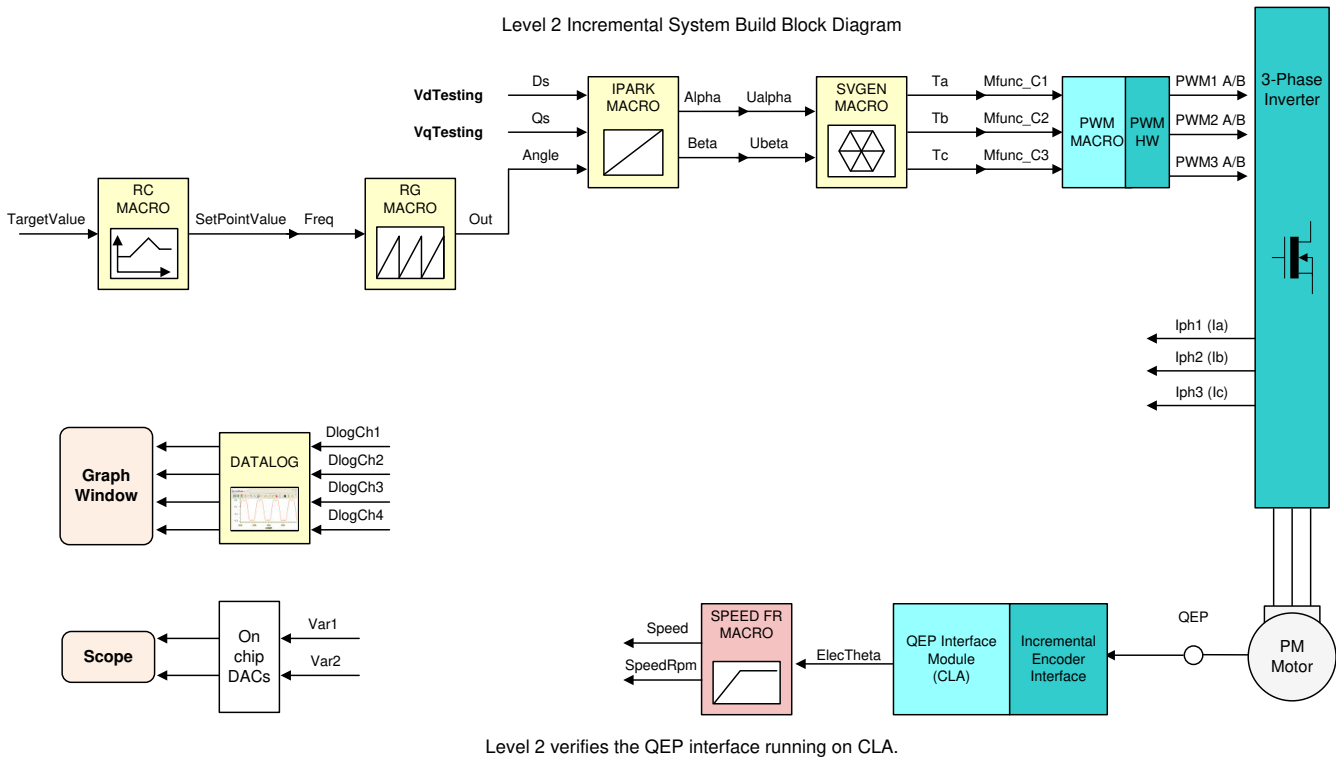 Level 2 Incremental System Build Block Diagram
VdTesting
VqTesting
Ds
Qs
Angle
IPARK
MACRO
Alpha
Ualpha
Beta
Ubeta
SVGEN
MACRO
Ta
Mfunc_C1
Tb
Mfunc_C2
Tc
Mfunc_C3
PWM
MACRO
PWM
HW
PWM1 A/B
PWM2 A/B
PWM3 A/B
3-Phase
Inverter
TargetValue
RC
MACRO
SetPointValue
Freq
RG
MACRO
Out
Iph1 (Ia)
Iph2 (Ib)
Iph3 (Ic)
Graph
Window
DATALOG
DlogCh1
DlogCh2
DlogCh3
DlogCh4
Scope
On
chip
DACs
Var1
Var2
Speed
SpeedRpm
SPEED FR
MACRO
ElecTheta
QEP Interface
Module
(CLA)
Incremental
Encoder
Interface
QEP
PM
Motor
Level 2 verifies the QEP interface running on CLA.